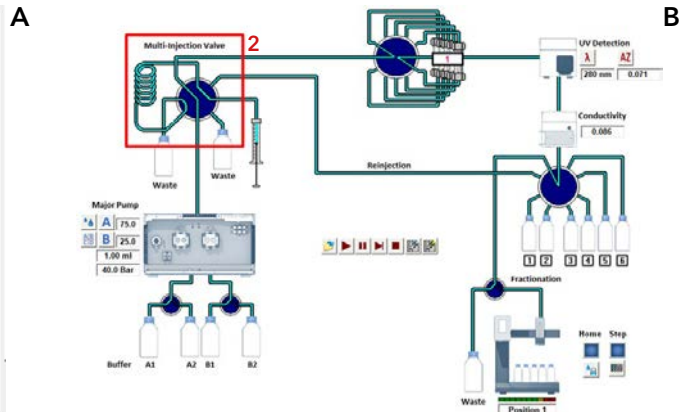 A
B
Multi-Injection Valve
2
1
UV Detection
λ
AZ
280 nm
0.071
Conductivity
0.086
Waste
Waste
Reinjection
Major Pump
A
75.0
B
25.0
1.00 ml
40.0 Bar
1
2
3
4
5
6
Fractionation
Home
Step
Buffer
A1
A2
B1
B2
Waste
Position 1